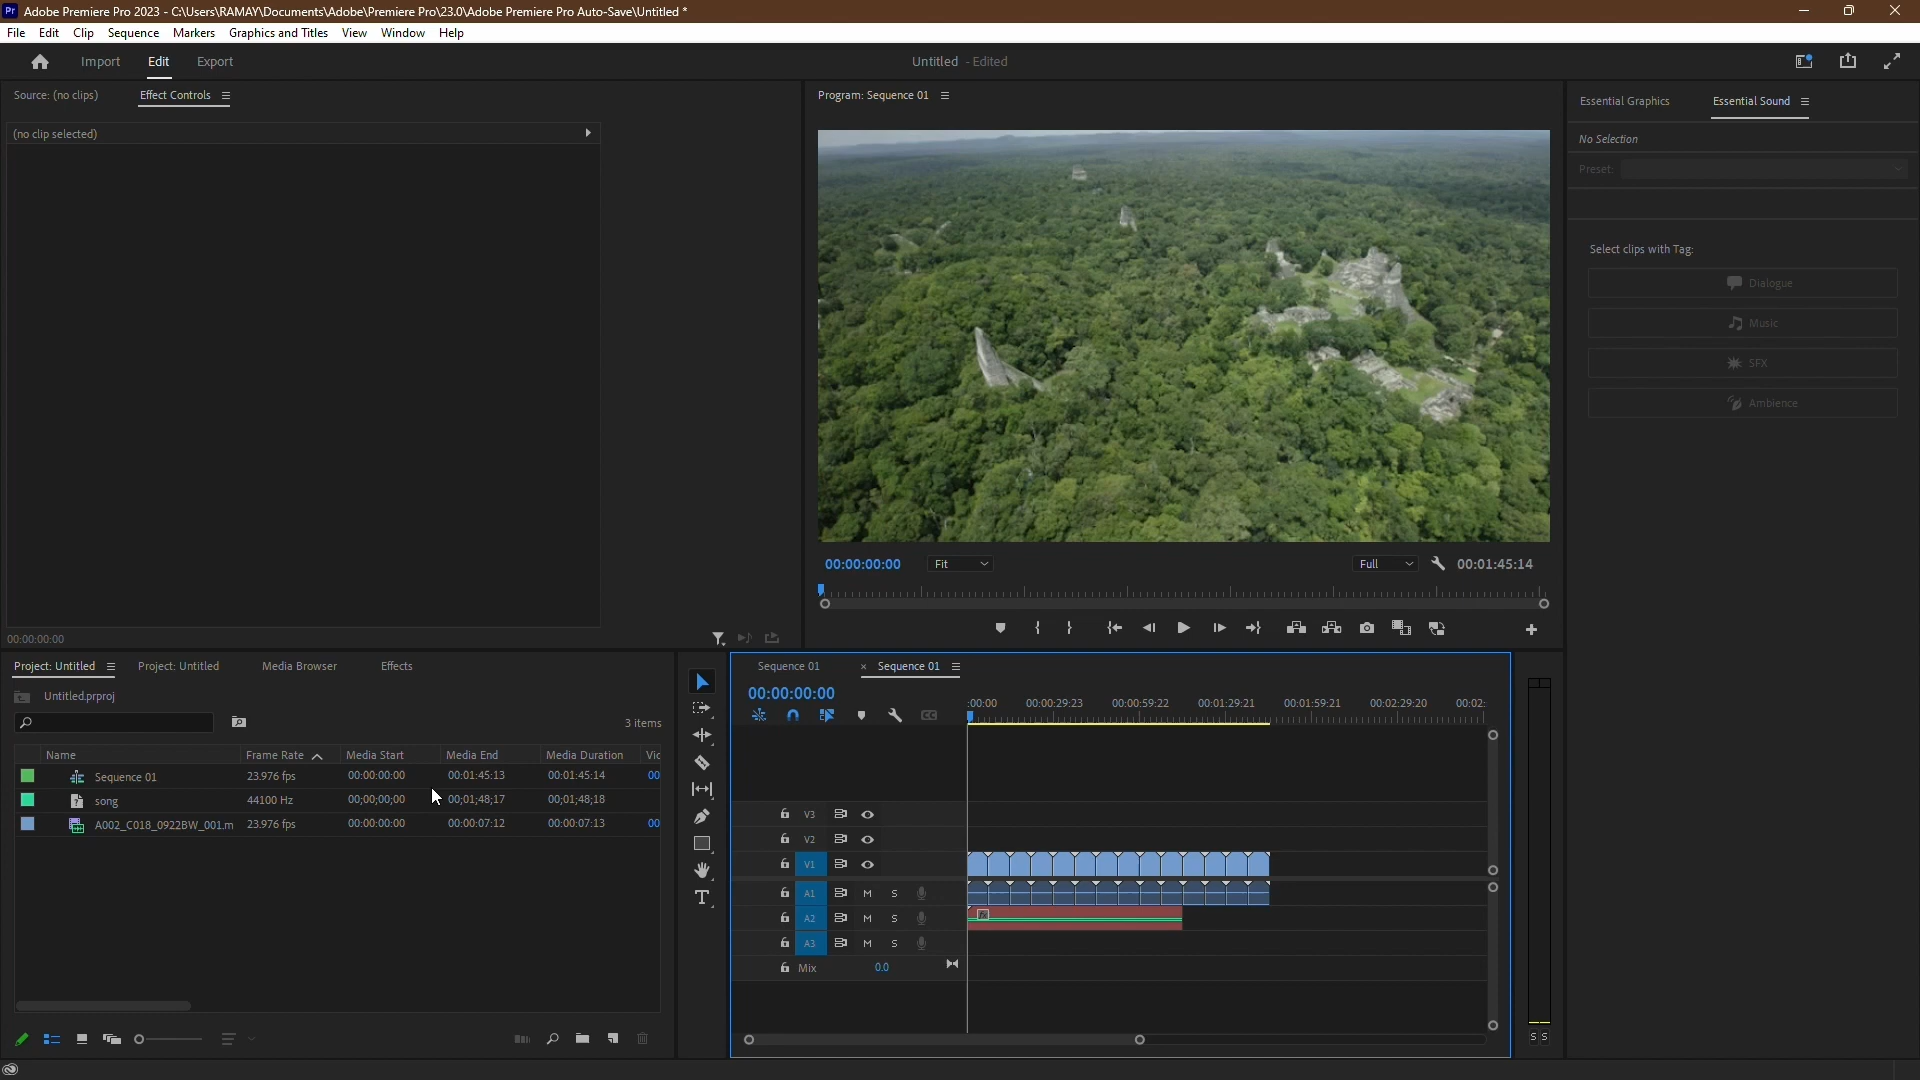 Pr Adobe Premiere Pro 2023 - C:\Users\RAMAY\Documents\Adobe\Premiere Pro\23.0\Adobe Premiere Pro Auto-Save\Untitled *
File Edit Clip Sequence Markers Graphics and Titles View Window Help
Import Edit Export Untitled - Edited
Source: (no clips) Effect Controls
Program: Sequence 01
Essential Graphics Essential Sound
(no clip selected)
No Selection
Preset:
Select clips with Tag:
Dialogue
Music
SFX
Ambience
00:00:00:00 Fit Full 00:01:45:14
00:00:00:00
Project: Untitled Project: Untitled Media Browser Effects
Untitled.prproj
3 items
Name Frame Rate Media Start Media End Media Duration Vic
Sequence 01 23.976 fps 00:00:00:00 00:01:45:13 00:01:45:14 00
song 44100 Hz 00;00;00;00 00;01;48;17 00;01;48;18
A002_C018_0922BW_001.m 23.976 fps 00:00:00:00 00:00:07:12 00:00:07:13 00
Sequence 01 × Sequence 01
00:00:00:00
:00:00 00:00:29:23 00:00:59:22 00:01:29:21 00:01:59:21 00:02:29:20 00:02:
V3
V2
V1
A1 M S
A2 M S
fx
A3 M S
Mix 0.0
S S